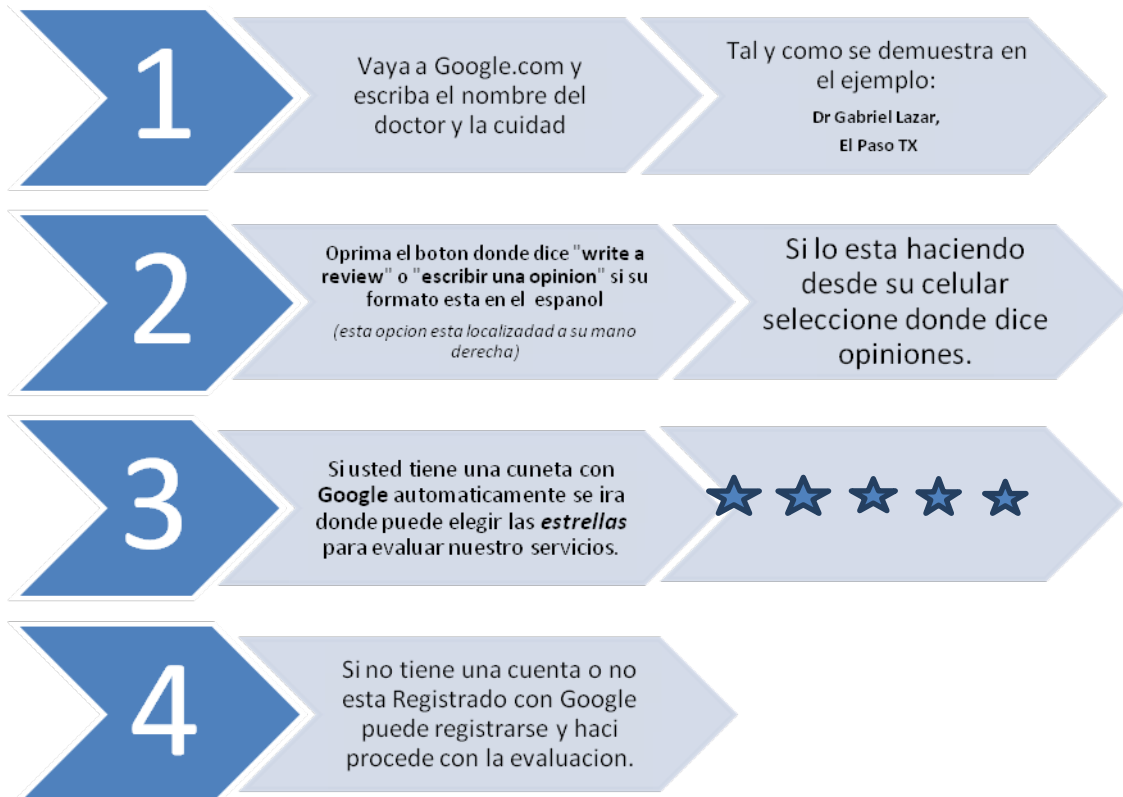 1
Vaya a Google.com y
escriba el nombre del
doctor y la cuidad
Tal y como se demuestra en
el ejemplo:
Dr Gabriel Lazar,
El Paso TX
2
Oprima el boton donde dice "write a
review" o "escribir una opinion" si su
formato esta en el espanol
(esta opcion esta localizadad a su mano
derecha)
Si lo esta haciendo
desde su celular
seleccione donde dice
opiniones.
3
Si usted tiene una cuneta con
Google automaticamente se ira
donde puede elegir las estrellas
para evaluar nuestro servicios.
4
Si no tiene una cuenta o no
esta Registrado con Google
puede registrarse y haci
procede con la evaluacion.